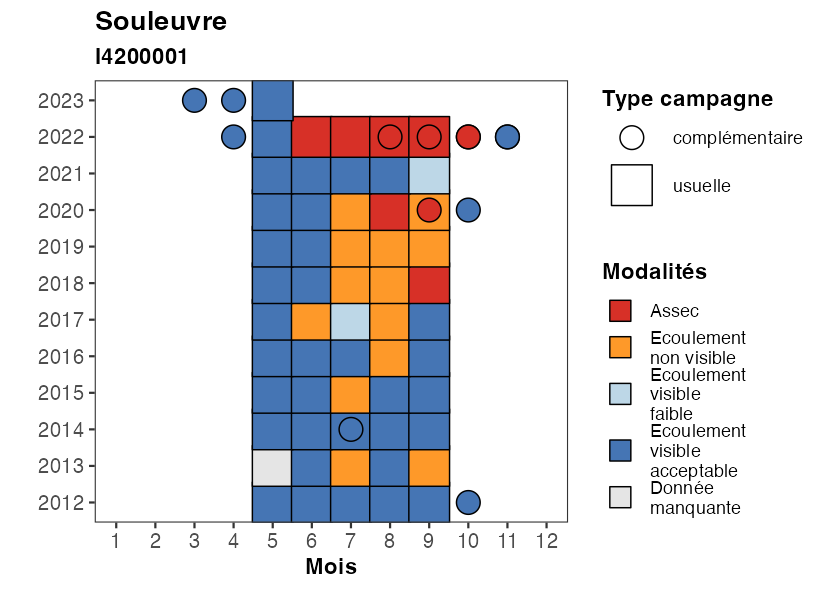 Souleuvre
I4200001
2023
2022
2021
2020
2019
2018
2017
2016
2015
2014
2013
2012
1 2 3 4 5 6 7 8 9 10 11 12
Mois
Type campagne
complémentaire
usuelle
Modalités
Assec
Ecoulement
non visible
Ecoulement
visible
faible
Ecoulement
visible
acceptable
Donnée
manquante